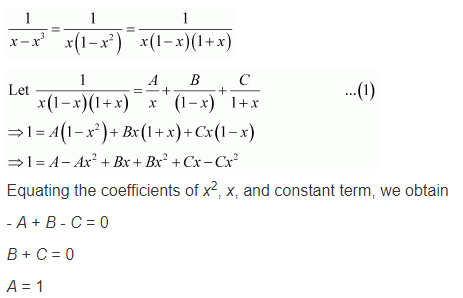 1/(x−x³) = 1/(x(1−x²)) = 1/(x(1−x)(1+x))
Let 1/(x(1−x)(1+x)) = A/x + B/(1−x) + C/(1+x) ...(1)
⇒1 = A(1−x²)+Bx(1+x)+Cx(1−x)
⇒1 = A−Ax²+Bx+Bx²+Cx−Cx²
Equating the coefficients of x², x, and constant term, we obtain
- A + B - C = 0
B + C = 0
A = 1